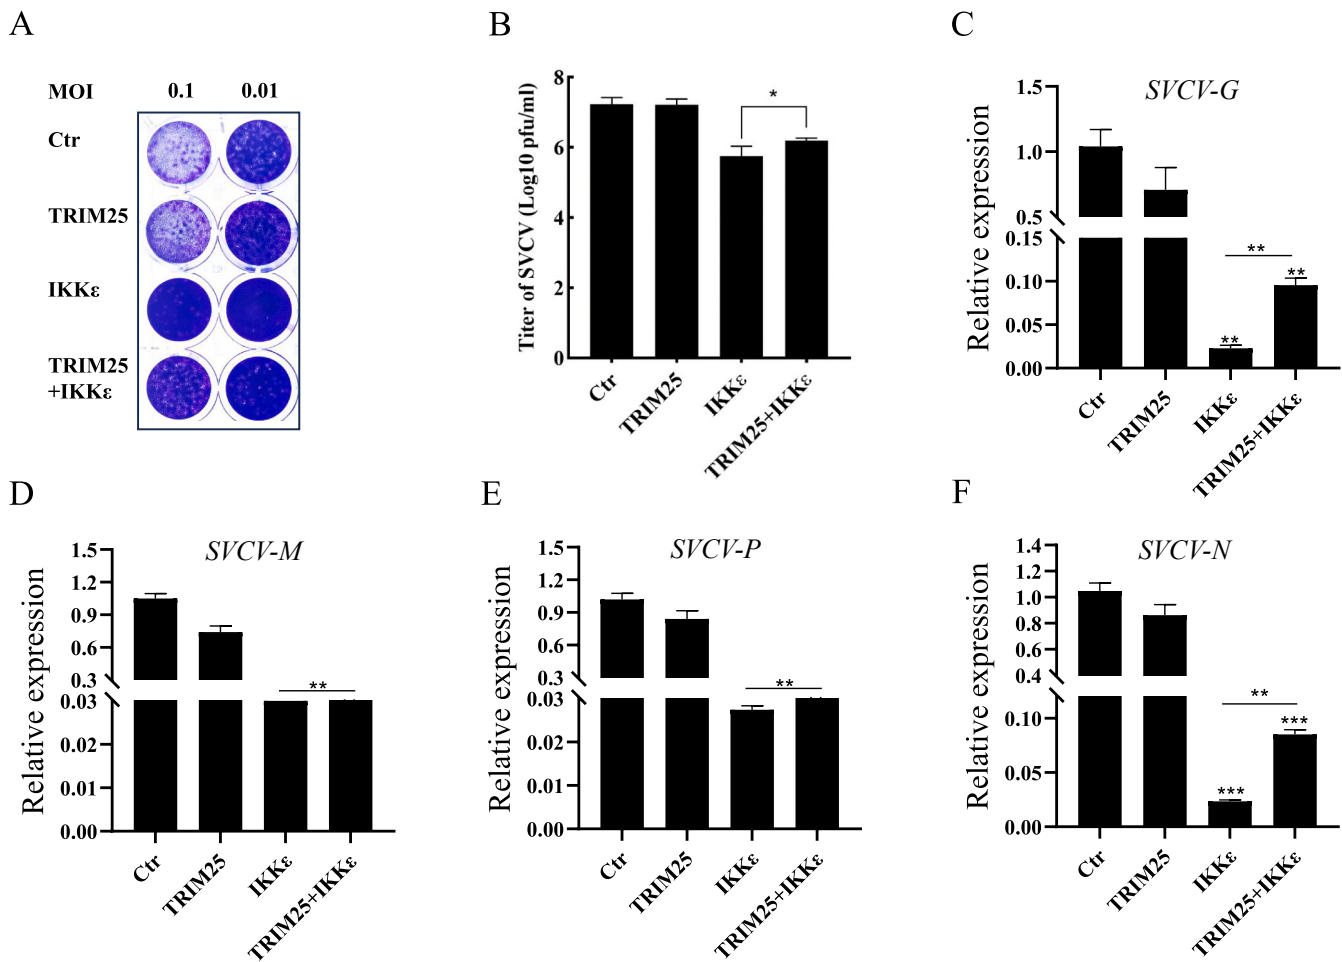 A
MOI 0.1 0.01
Ctr
TRIM25
IKKε
TRIM25
+IKKε
B
Titer of SVCV (Log10 pfu/ml)
8
6
4
2
0
*
Ctr
TRIM25
IKKε
TRIM25+IKKε
C
SVCV-G
Relative expression
1.5
1.0
0.5
0.15
0.10
0.05
0.00
**
**
**
Ctr
TRIM25
IKKε
TRIM25+IKKε
D
SVCV-M
Relative expression
1.5
1.2
0.9
0.6
0.3
0.03
0.02
0.01
0.00
**
Ctr
TRIM25
IKKε
TRIM25+IKKε
E
SVCV-P
Relative expression
1.5
1.2
0.9
0.6
0.3
0.03
0.02
0.01
0.00
**
Ctr
TRIM25
IKKε
TRIM25+IKKε
F
SVCV-N
Relative expression
1.4
1.2
1.0
0.8
0.6
0.4
0.10
0.05
0.00
**
***
***
Ctr
TRIM25
IKKε
TRIM25+IKKε